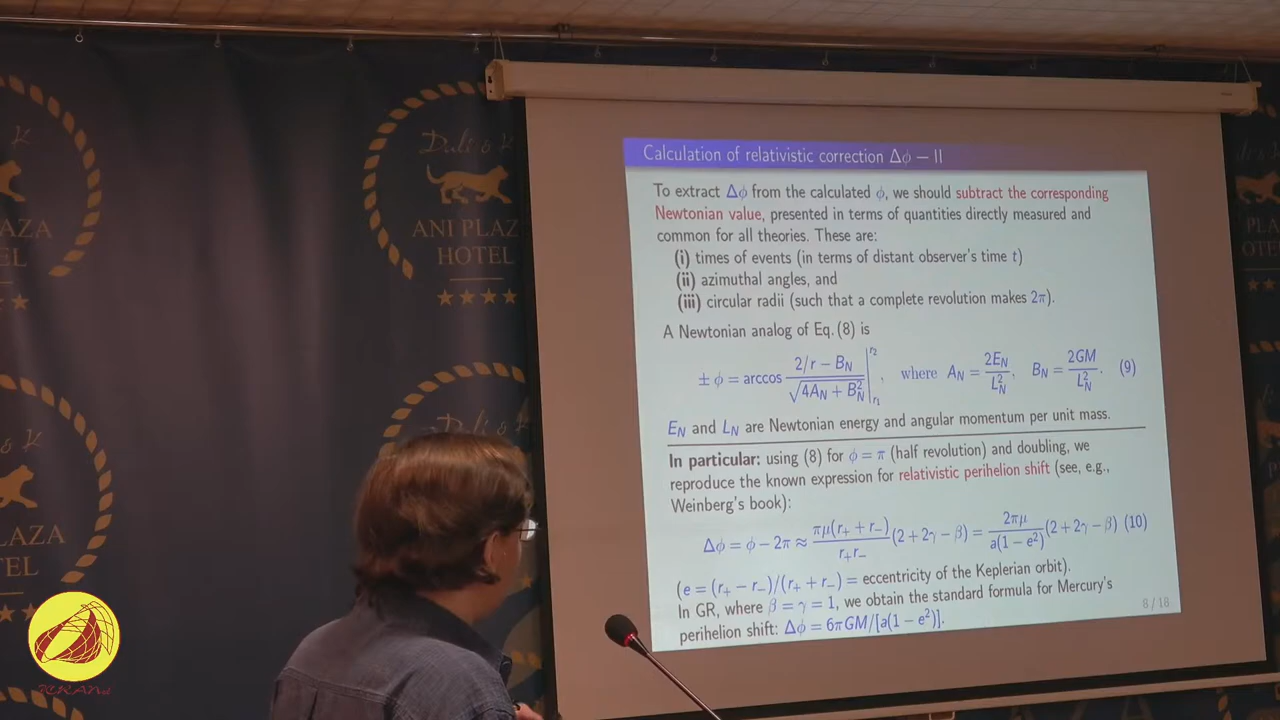 Calculation of relativistic correction Δϕ – II
To extract Δϕ from the calculated ϕ, we should subtract the corresponding
Newtonian value, presented in terms of quantities directly measured and
common for all theories. These are:
(i) times of events (in terms of distant observer's time t)
(ii) azimuthal angles, and
(iii) circular radii (such that a complete revolution makes 2π).
A Newtonian analog of Eq. (8) is
± ϕ = arccos (2/r − B_N)/√(4A_N + B_N²) |_{r₁}^{r₂}, where A_N = 2E_N/L_N², B_N = 2GM/L_N². (9)
E_N and L_N are Newtonian energy and angular momentum per unit mass.
In particular: using (8) for ϕ = π (half revolution) and doubling, we
reproduce the known expression for relativistic perihelion shift (see, e.g.,
Weinberg's book):
Δϕ = ϕ − 2π ≈ πμ(r₊ + r₋)/(r₊r₋) (2 + 2γ − β) = 2πμ/(a(1 − e²)) (2 + 2γ − β) (10)
(e = (r₊ − r₋)/(r₊ + r₋) = eccentricity of the Keplerian orbit).
In GR, where β = γ = 1, we obtain the standard formula for Mercury's
perihelion shift: Δϕ = 6πGM/[a(1 − e²)].
8 / 18
& K
AZA
EL
ANI PLAZ
HOTEL
& K
AZA
EL
PLA
OTE